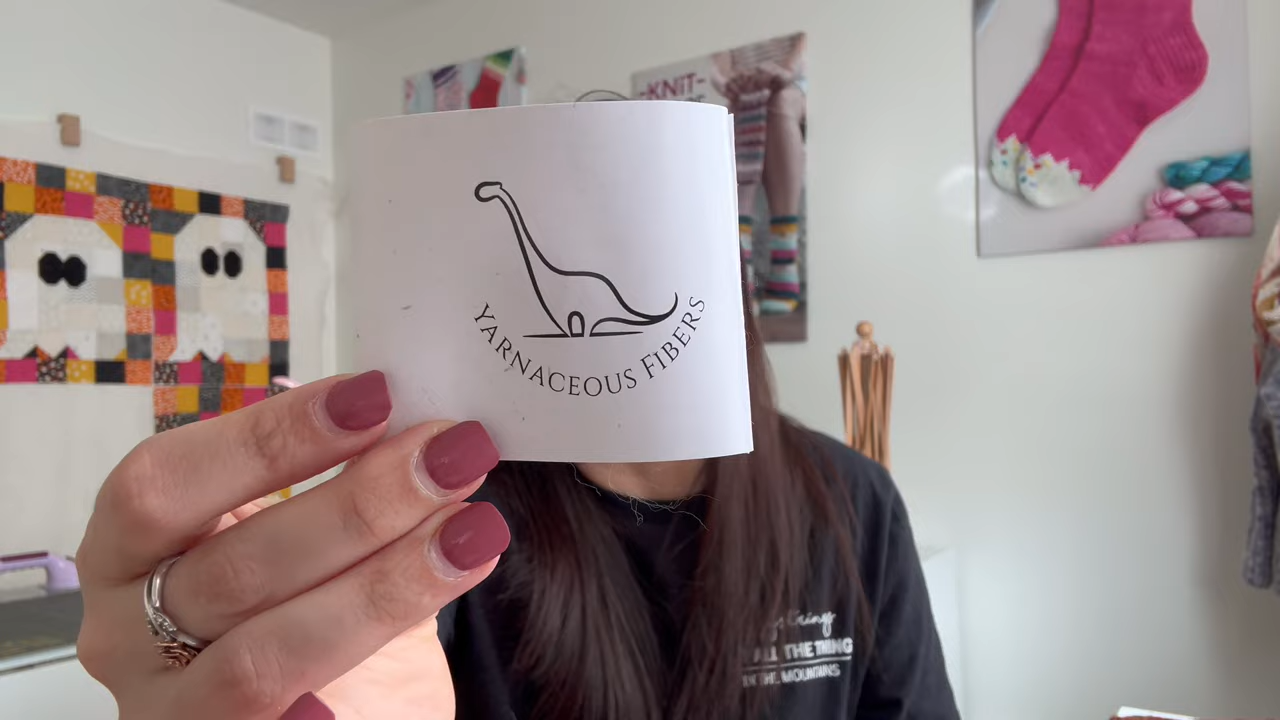 -KNiT-
YARNACEOUS FIBERS
ALL THE THING
THE MOUNTAINS